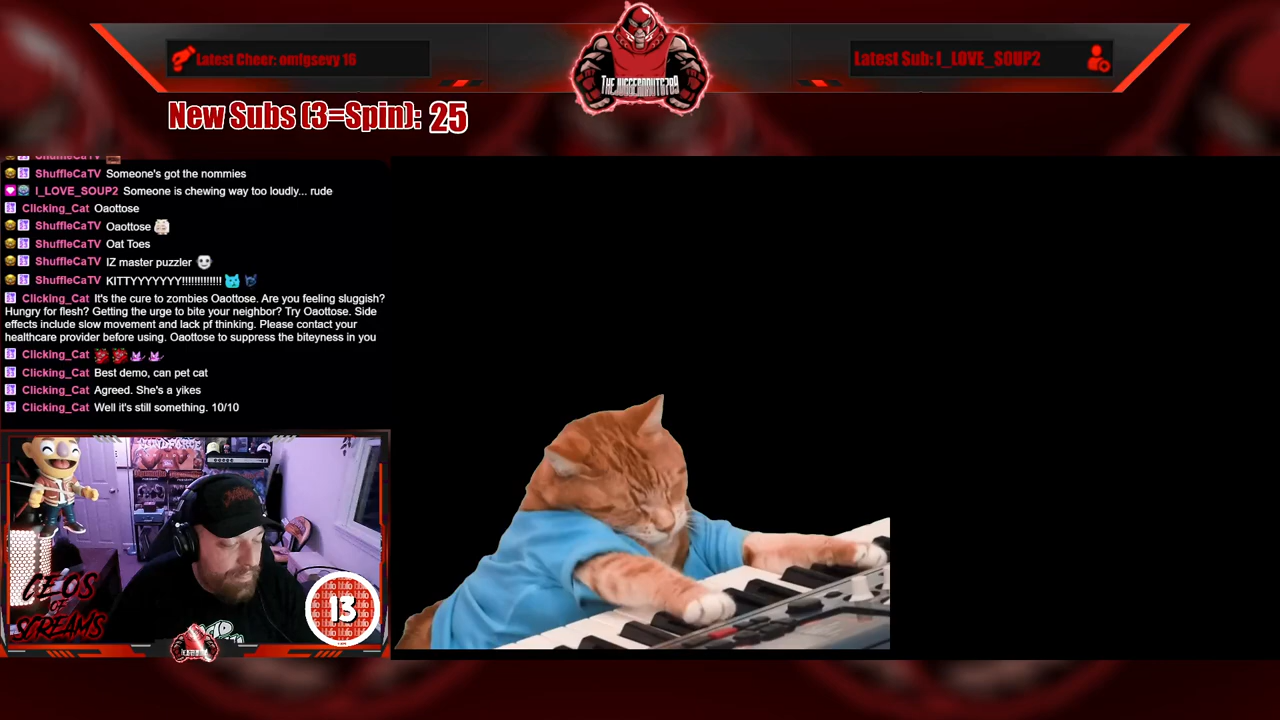 Latest Cheer: omfgsevy 16
THEJUGGERNAUT6789
Latest Sub: I_LOVE_SOUP2
New Subs (3=Spin): 25
ShuffleCaTV
ShuffleCaTV Someone's got the nommies
I_LOVE_SOUP2 Someone is chewing way too loudly... rude
Clicking_Cat Oaottose
ShuffleCaTV Oaottose
ShuffleCaTV Oat Toes
ShuffleCaTV IZ master puzzler
ShuffleCaTV KITTYYYYYYY!!!!!!!!!!!!!
Clicking_Cat It's the cure to zombies Oaottose. Are you feeling sluggish?
Hungry for flesh? Getting the urge to bite your neighbor? Try Oaottose. Side
effects include slow movement and lack pf thinking. Please contact your
healthcare provider before using. Oaottose to suppress the biteyness in you
Clicking_Cat
Clicking_Cat Best demo, can pet cat
Clicking_Cat Agreed. She's a yikes
Clicking_Cat Well it's still something. 10/10
CEOS
OF
SCREAMS
13